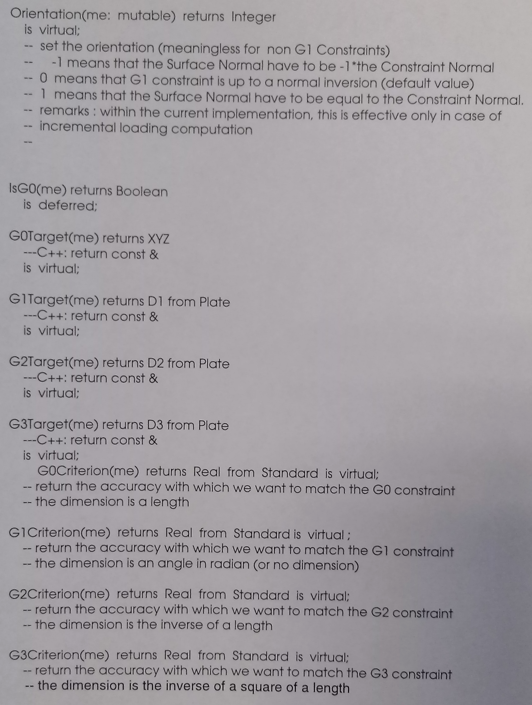 Orientation(me: mutable) returns Integer
is virtual;
-- set the orientation (meaningless for non G1 Constraints)
-- -1 means that the Surface Normal have to be -1*the Constraint Normal
-- 0 means that G1 constraint is up to a normal inversion (default value)
-- 1 means that the Surface Normal have to be equal to the Constraint Normal.
-- remarks : within the current implementation, this is effective only in case of
-- incremental loading computation
--
IsG0(me) returns Boolean
is deferred;
G0Target(me) returns XYZ
---C++: return const &
is virtual;
G1Target(me) returns D1 from Plate
---C++: return const &
is virtual;
G2Target(me) returns D2 from Plate
---C++: return const &
is virtual;
G3Target(me) returns D3 from Plate
---C++: return const &
is virtual;
G0Criterion(me) returns Real from Standard is virtual;
-- return the accuracy with which we want to match the G0 constraint
-- the dimension is a length
G1Criterion(me) returns Real from Standard is virtual ;
-- return the accuracy with which we want to match the G1 constraint
-- the dimension is an angle in radian (or no dimension)
G2Criterion(me) returns Real from Standard is virtual;
-- return the accuracy with which we want to match the G2 constraint
-- the dimension is the inverse of a length
G3Criterion(me) returns Real from Standard is virtual;
-- return the accuracy with which we want to match the G3 constraint
-- the dimension is the inverse of a square of a length